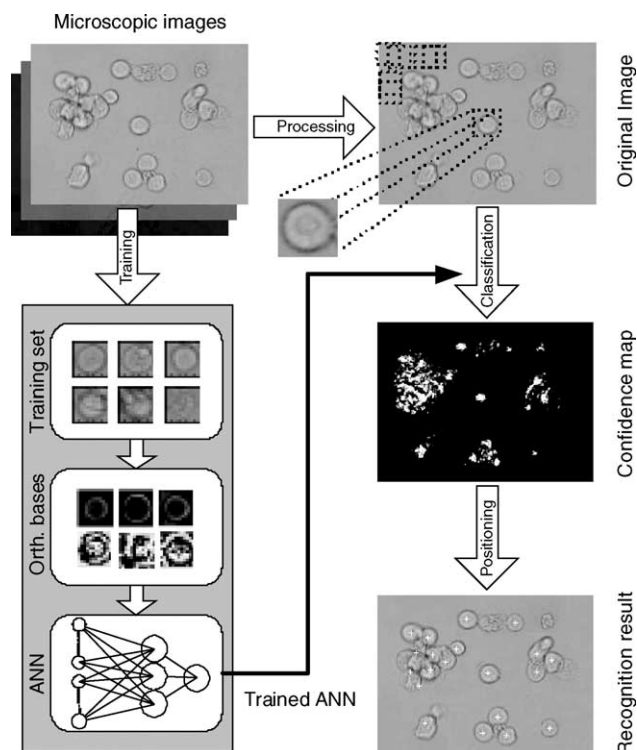 Microscopic images
Processing
Original Image
Training
Classification
Training set
Confidence map
Orth. bases
Positioning
ANN
Trained ANN
Recognition result